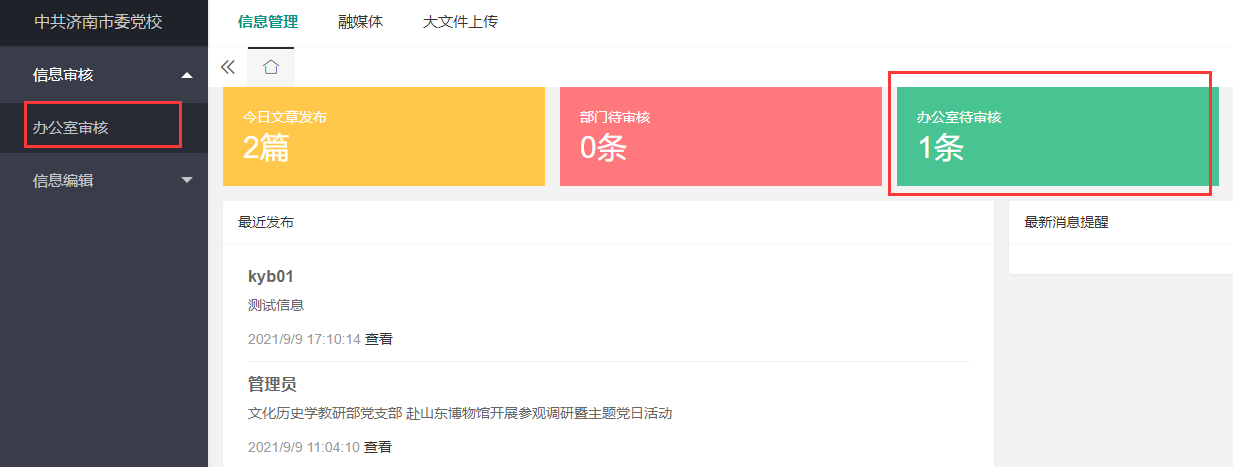 中共济南市委党校
信息管理 融媒体 大文件上传
信息审核
办公室审核
信息编辑
今日文章发布
2篇
部门待审核
0条
办公室待审核
1条
最近发布
kyb01
测试信息
2021/9/9 17:10:14 查看
管理员
文化历史学教研部党支部 赴山东博物馆开展参观调研暨主题党日活动
2021/9/9 11:04:10 查看
最新消息提醒